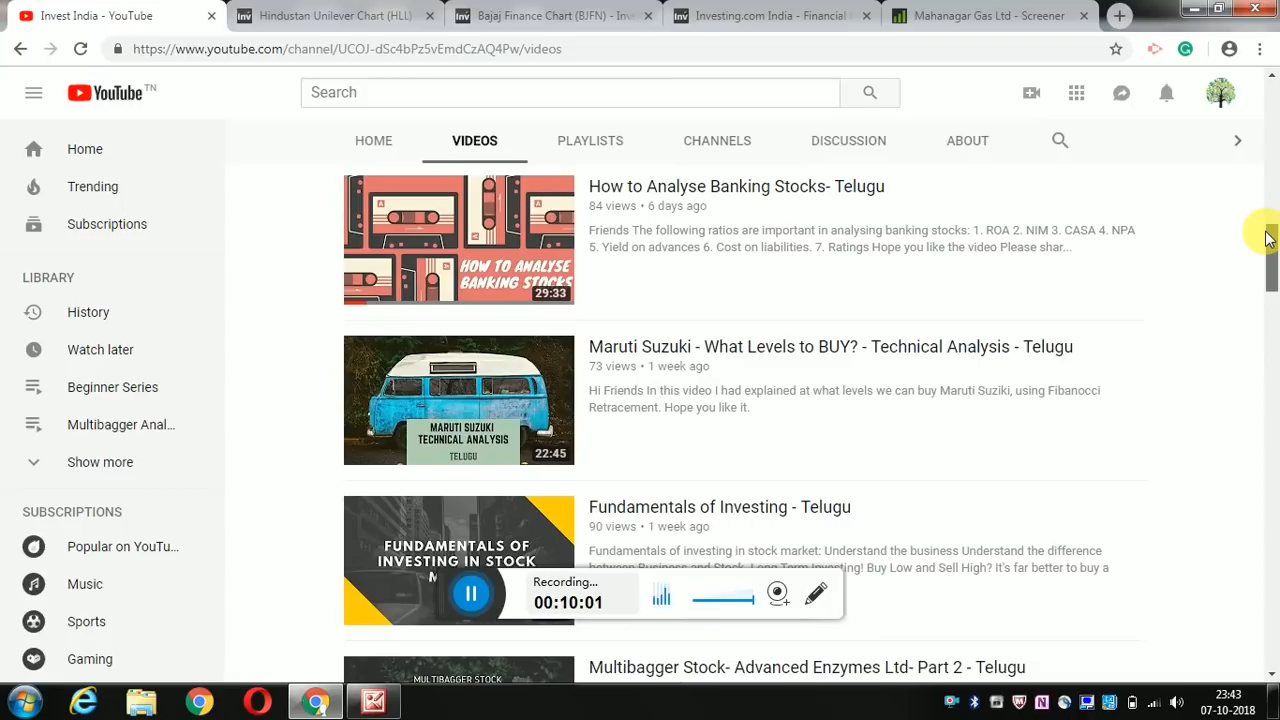 Invest India - YouTube
Hindustan Unilever Chart (HLL)
Bajaj Finance Chart (BJFN) - Inv
Investing.com India - Financial
Mahanagar Gas Ltd - Screener
https://www.youtube.com/channel/UCOJ-dSc4bPz5vEmdCzAQ4Pw/videos
YouTube TN
Search
HOME
VIDEOS
PLAYLISTS
CHANNELS
DISCUSSION
ABOUT
Home
Trending
Subscriptions
LIBRARY
History
Watch later
Beginner Series
Multibagger Anal...
Show more
SUBSCRIPTIONS
Popular on YouTu...
Music
Sports
Gaming
HOW TO ANALYSE
BANKING STOCKS
29:33
How to Analyse Banking Stocks- Telugu
84 views • 6 days ago
Friends The following ratios are important in analysing banking stocks: 1. ROA 2. NIM 3. CASA 4. NPA
5. Yield on advances 6. Cost on liabilities. 7. Ratings Hope you like the video Please shar...
MARUTI SUZUKI
TECHNICAL ANALYSIS
TELUGU
22:45
Maruti Suzuki - What Levels to BUY? - Technical Analysis - Telugu
73 views • 1 week ago
Hi Friends In this video I had explained at what levels we can buy Maruti Suziki, using Fibanocci
Retracement. Hope you like it.
FUNDAMENTALS OF
INVESTING IN STOCK
Fundamentals of Investing - Telugu
90 views • 1 week ago
Fundamentals of investing in stock market: Understand the business Understand the difference
between Business and Stock. Long Term Investing! Buy Low and Sell High? It's far better to buy a
Recording...
00:10:01
MULTIBAGGER STOCK
Multibagger Stock- Advanced Enzymes Ltd- Part 2 - Telugu
23:43
07-10-2018